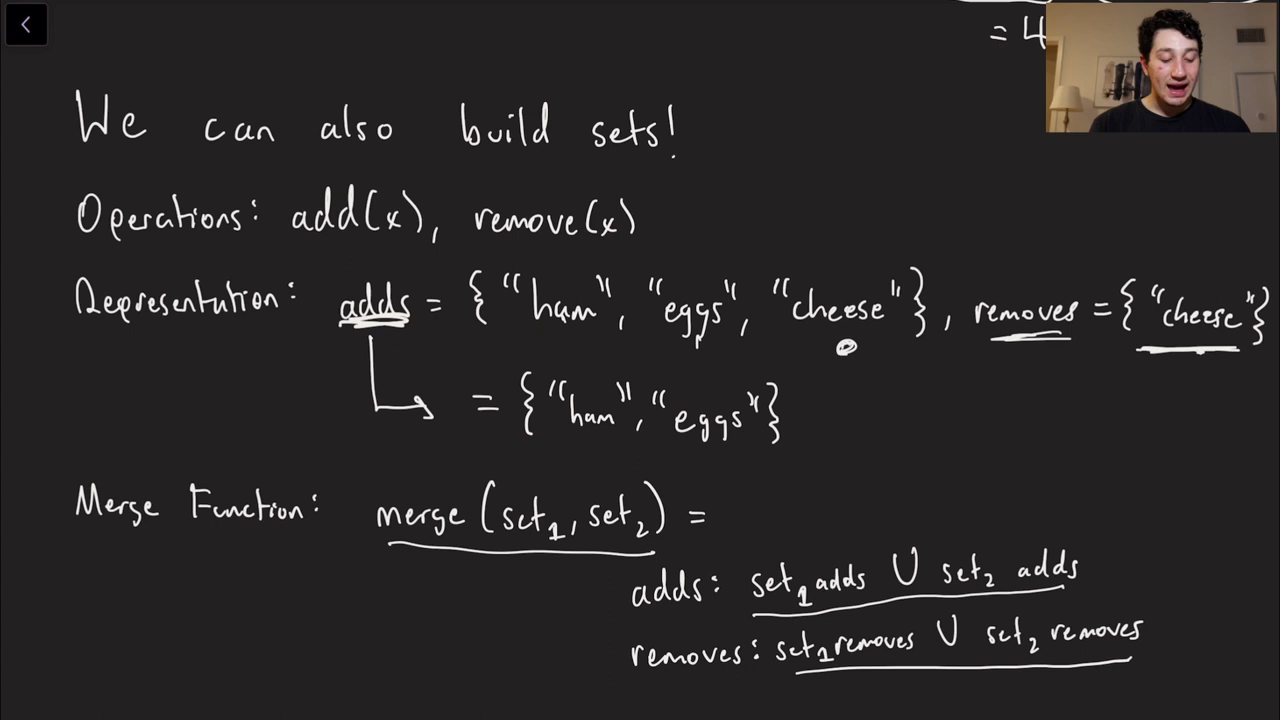 = 4
We can also build sets!
Operations: add(x), remove(x)
Representation: adds = {"ham", "eggs", "cheese"}, removes = {"cheese"}
= {"ham", "eggs"}
Merge Function: merge(set₁, set₂) =
adds: set₁ adds ∪ set₂ adds
removes: set₁ removes ∪ set₂ removes